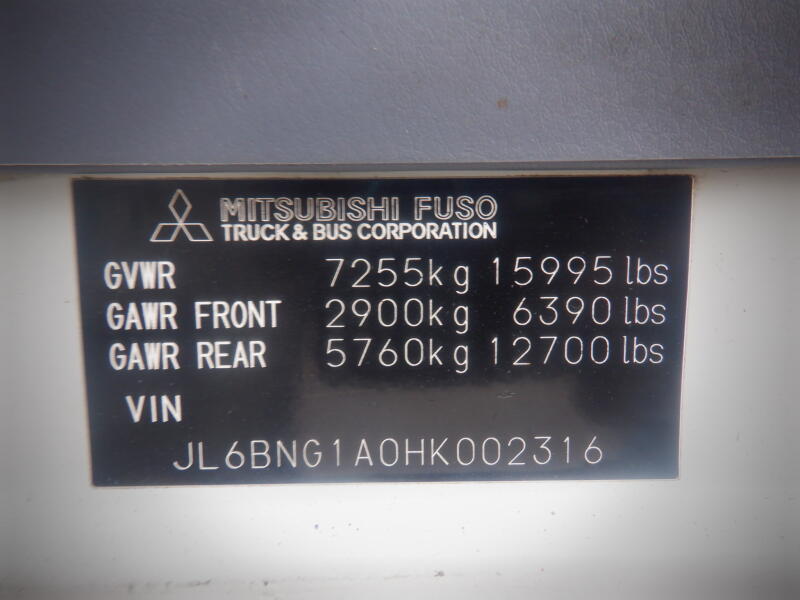 MITSUBISHI FUSO
TRUCK & BUS CORPORATION
GVWR 7255kg 15995 lbs
GAWR FRONT 2900kg 6390 lbs
GAWR REAR 5760kg 12700 lbs
VIN
JL6BNG1A0HK002316